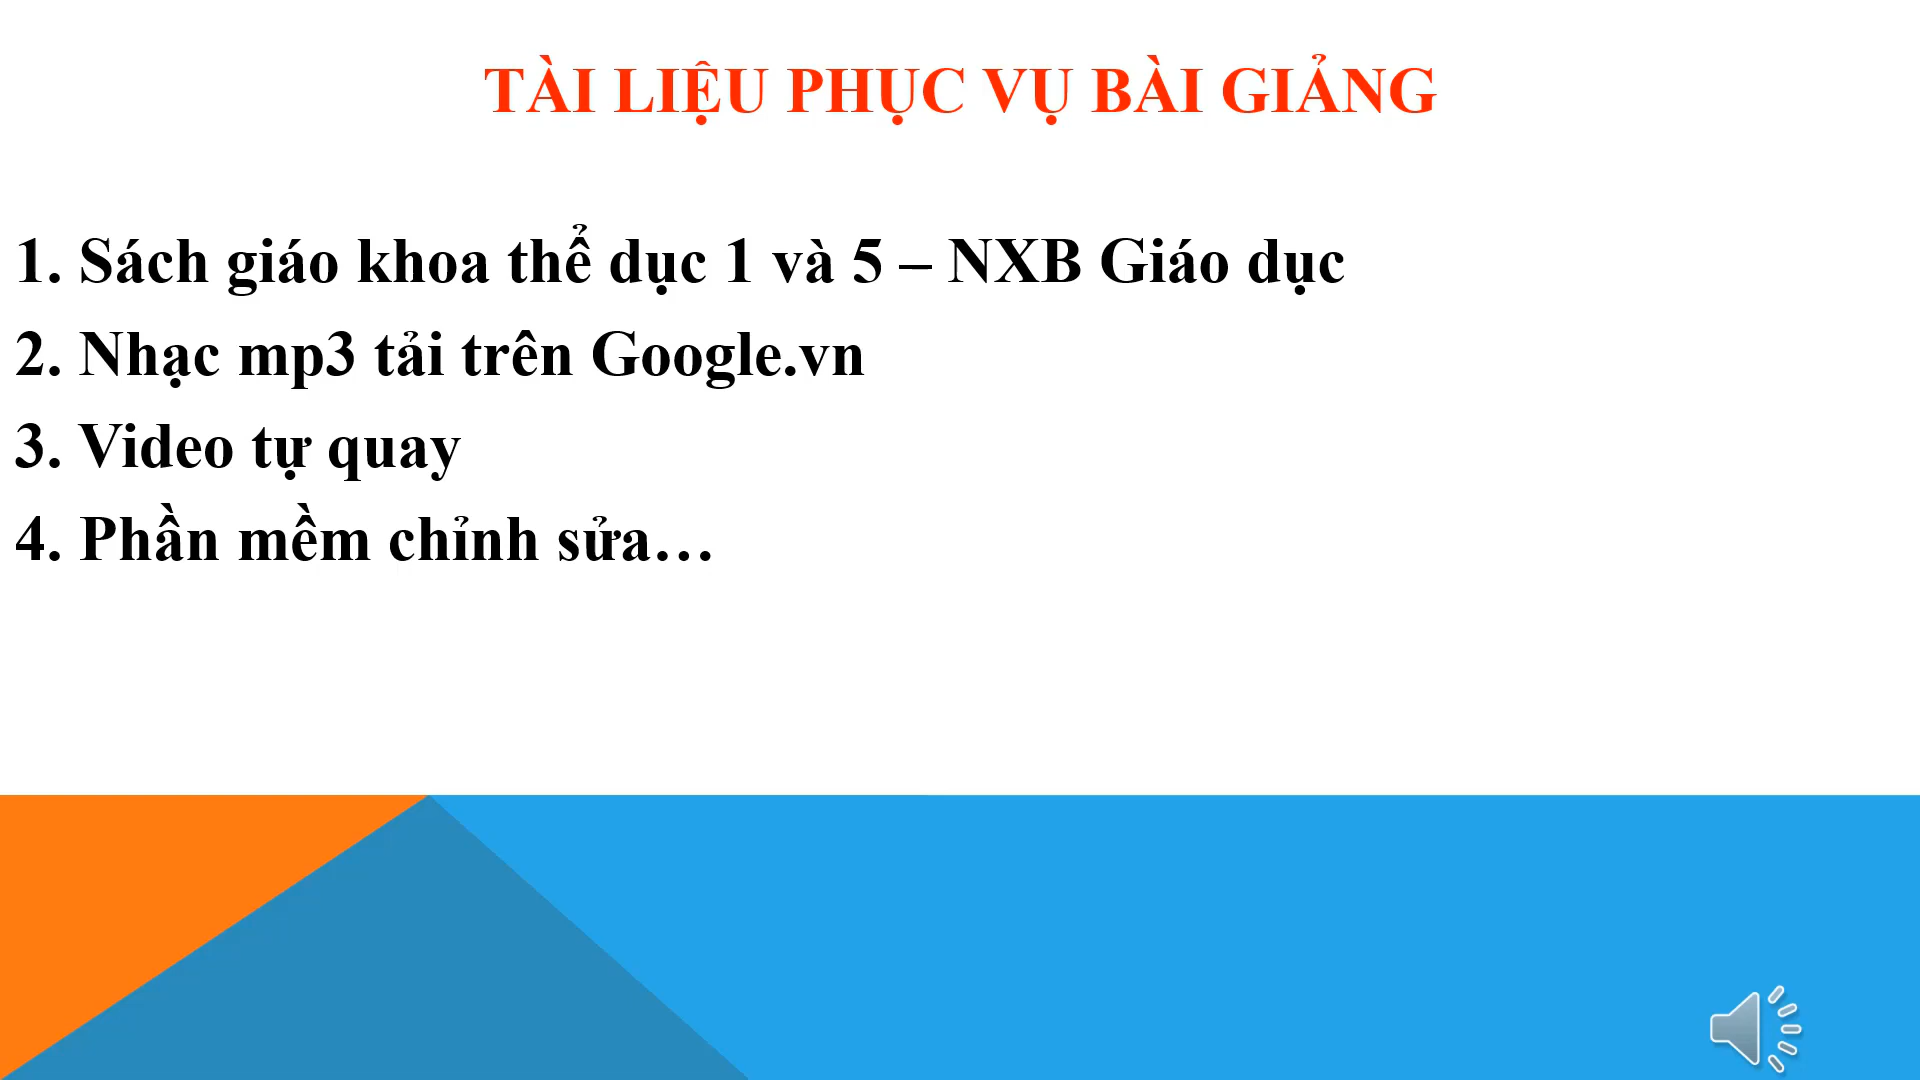 TÀI LIỆU PHỤC VỤ BÀI GIẢNG
1. Sách giáo khoa thể dục 1 và 5 – NXB Giáo dục
2. Nhạc mp3 tải trên Google.vn
3. Video tự quay
4. Phần mềm chỉnh sửa…